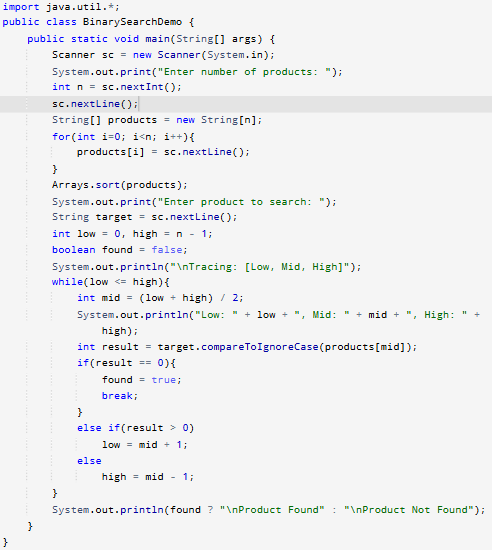 import java.util.*;
public class BinarySearchDemo {
    public static void main(String[] args) {
        Scanner sc = new Scanner(System.in);
        System.out.print("Enter number of products: ");
        int n = sc.nextInt();
        sc.nextLine();
        String[] products = new String[n];
        for(int i=0; i<n; i++){
            products[i] = sc.nextLine();
        }
        Arrays.sort(products);
        System.out.print("Enter product to search: ");
        String target = sc.nextLine();
        int low = 0, high = n - 1;
        boolean found = false;
        System.out.println("\nTracing: [Low, Mid, High]");
        while(low <= high){
            int mid = (low + high) / 2;
            System.out.println("Low: " + low + ", Mid: " + mid + ", High: " +
                high);
            int result = target.compareToIgnoreCase(products[mid]);
            if(result == 0){
                found = true;
                break;
            }
            else if(result > 0)
                low = mid + 1;
            else
                high = mid - 1;
        }
        System.out.println(found ? "\nProduct Found" : "\nProduct Not Found");
    }
}